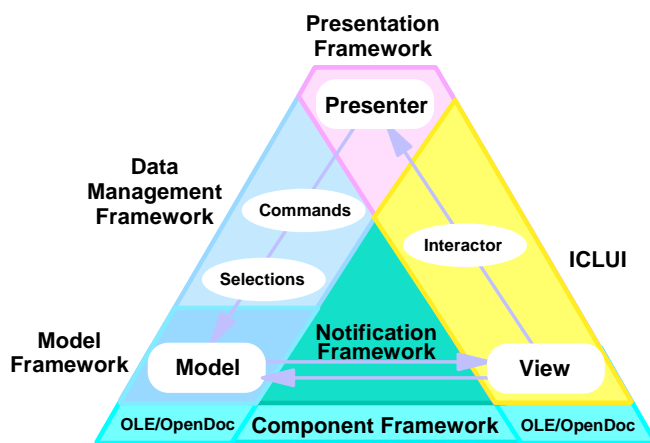 Presentation
Framework
Presenter
Data
Management
Framework
Commands
Interactor
ICLUI
Selections
Model
Framework
Notification
Framework
Model
View
OLE/OpenDoc
Component Framework
OLE/OpenDoc